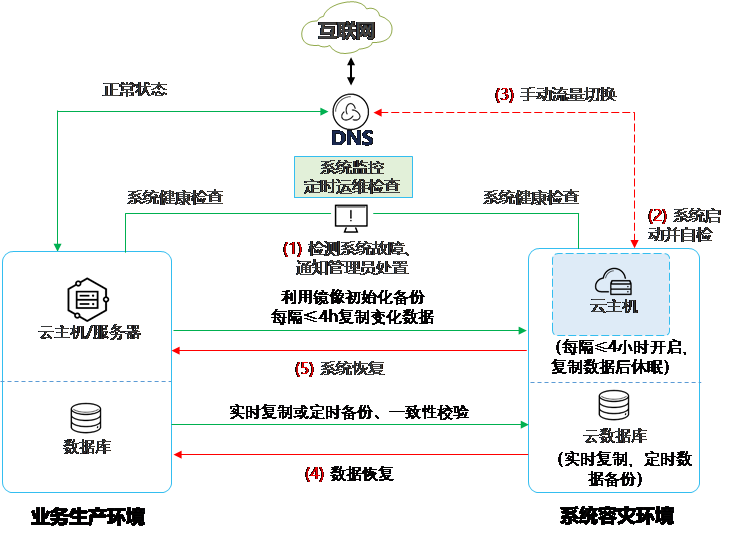 互联网
正常状态
(3) 手动流量切换
DNS
系统监控
定时运维检查
系统健康检查
系统健康检查
(2) 系统启
动并自检
(1) 检测系统故障、
通知管理员处置
利用镜像初始化备份
每隔≤4h复制变化数据
云主机/服务器
云主机
(每隔≤4小时开启，
复制数据后休眠)
(5) 系统恢复
实时复制或定时备份、一致性校验
数据库
云数据库
(实时复制、定时数
据备份)
(4) 数据恢复
业务生产环境
系统容灾环境